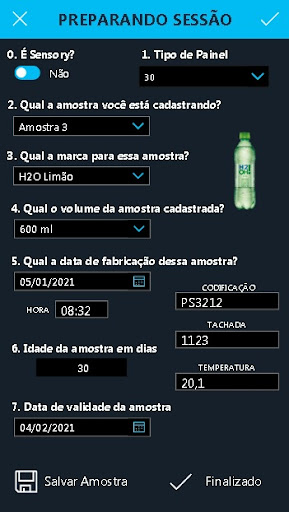 PREPARANDO SESSÃO
0. É Sensory?
1. Tipo de Painel
Não
30
2. Qual a amostra você está cadastrando?
Amostra 3
3. Qual a marca para essa amostra?
H2O Limão
H2OH!
4. Qual o volume da amostra cadastrada?
600 ml
5. Qual a data de fabricação dessa amostra?
05/01/2021
CODIFICAÇÃO
PS3212
HORA
08:32
TACHADA
1123
6. Idade da amostra em dias
30
TEMPERATURA
20,1
7. Data de validade da amostra
04/02/2021
Salvar Amostra
Finalizado